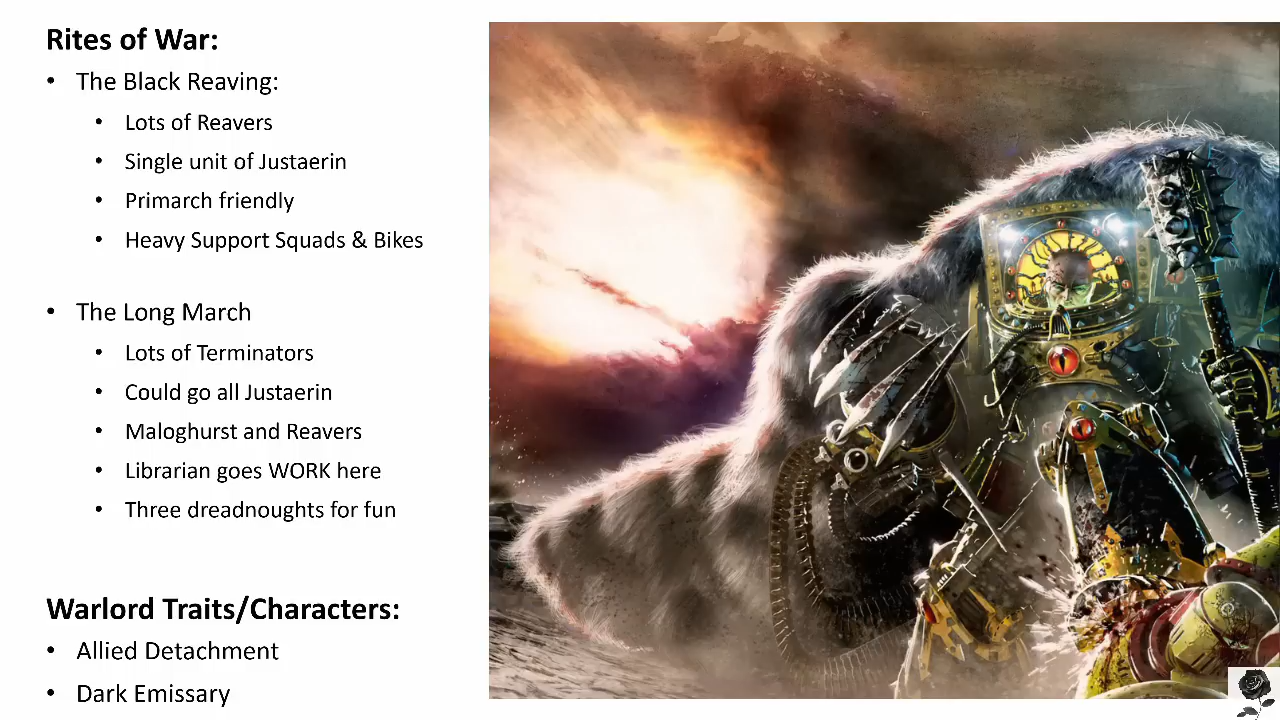 Rites of War:
• The Black Reaving:
• Lots of Reavers
• Single unit of Justaerin
• Primarch friendly
• Heavy Support Squads & Bikes
• The Long March
• Lots of Terminators
• Could go all Justaerin
• Maloghurst and Reavers
• Librarian goes WORK here
• Three dreadnoughts for fun
Warlord Traits/Characters:
• Allied Detachment
• Dark Emissary